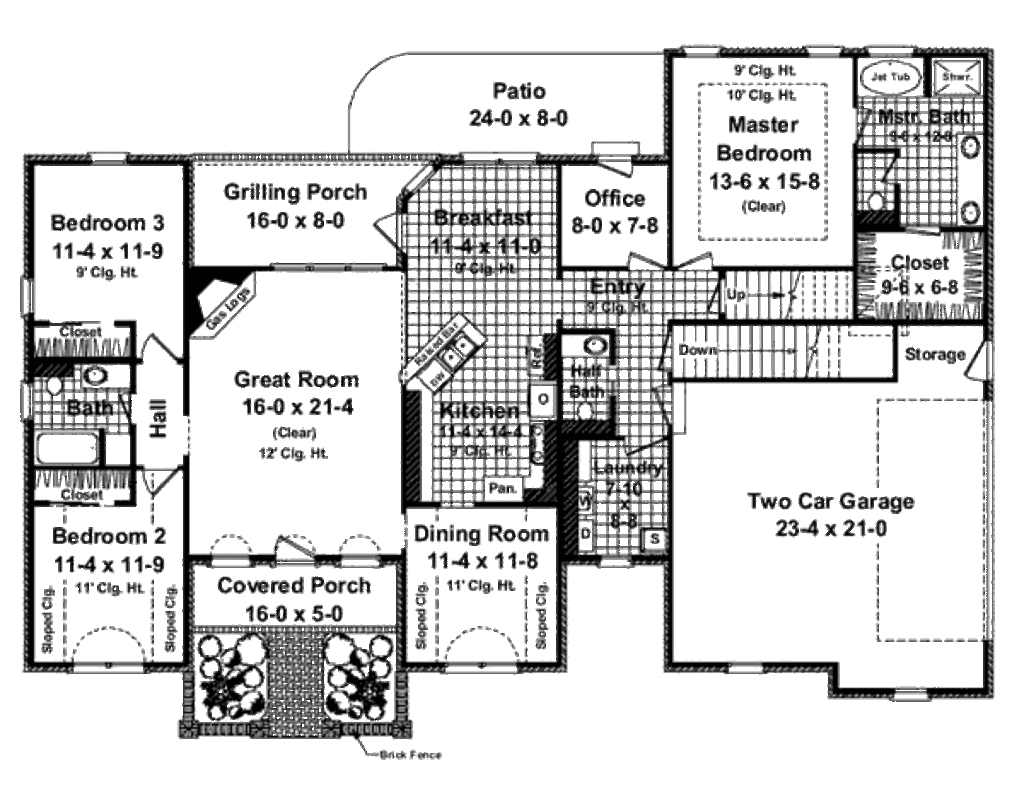 Patio
24-0 x 8-0
9' Clg. Ht.
10' Clg. Ht.
Master
Bedroom
13-6 x 15-8
(Clear)
Jet Tub
Shwr.
Mstr. Bath
9-6 x 12-8
Grilling Porch
16-0 x 8-0
Bedroom 3
11-4 x 11-9
9' Clg. Ht.
Breakfast
11-4 x 11-0
9' Clg. Ht.
Office
8-0 x 7-8
Closet
9-6 x 6-8
Entry
9' Clg. Ht.
Up
Gas Logs
Closet
Raised Bar
DW
Ref.
Down
Storage
Half
Bath
Great Room
16-0 x 21-4
(Clear)
12' Clg. Ht.
Bath
Hall
Kitchen
11-4 x 14-4
9' Clg. Ht.
O
Pan.
Laundry
7-10
x
8-8
W
D
S
Two Car Garage
23-4 x 21-0
Closet
Bedroom 2
11-4 x 11-9
11' Clg. Ht.
Sloped Clg.
Sloped Clg.
Dining Room
11-4 x 11-8
11' Clg. Ht.
Sloped Clg.
Sloped Clg.
Covered Porch
16-0 x 5-0
Brick Fence